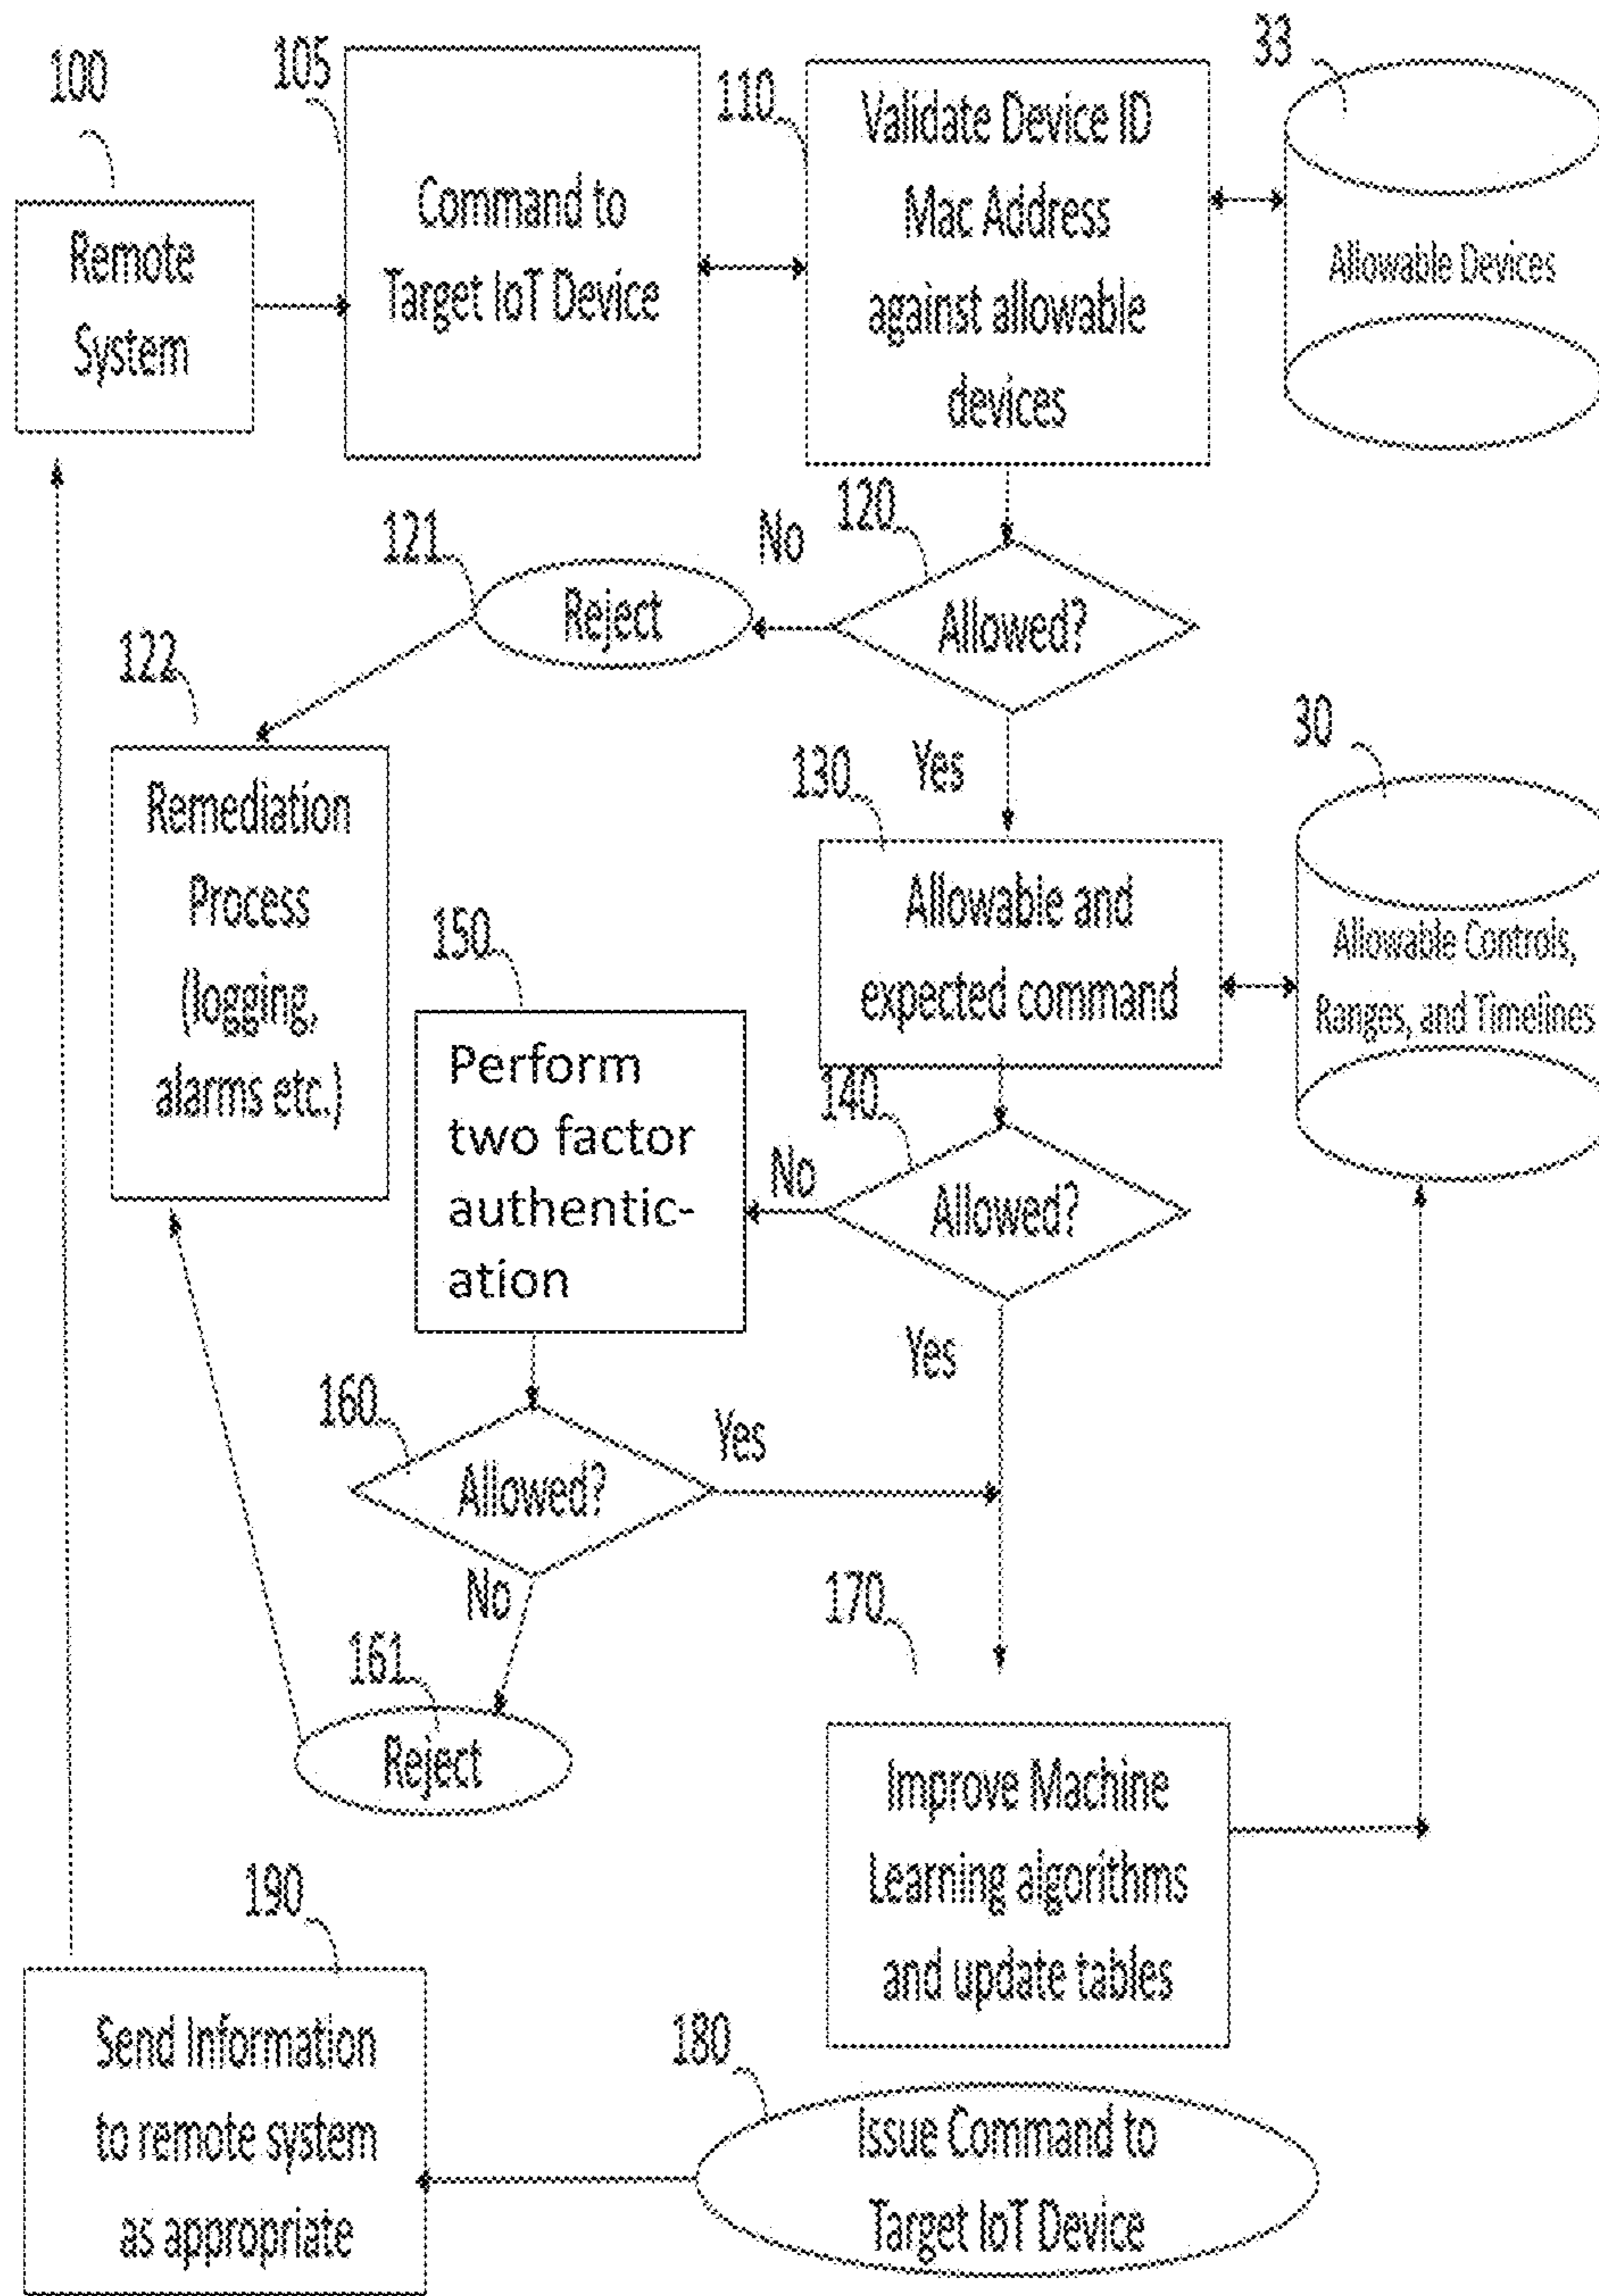 100
105
110
33
Remote
System
Command to
Target IoT Device
Validate Device ID
Mac Address
against allowable
devices
Allowable Devices
121
No
120
Reject
Allowed?
122
Yes
130
30
Remediation
Process
(logging,
alarms etc.)
150
Allowable and
expected command
Allowable Controls,
Ranges, and Timelines
Perform
two factor
authentic-
ation
140
No
Allowed?
Yes
160
Yes
Allowed?
No
161
Reject
170
Improve Machine
Learning algorithms
and update tables
190
Send Information
to remote system
as appropriate
180
Issue Command to
Target IoT Device